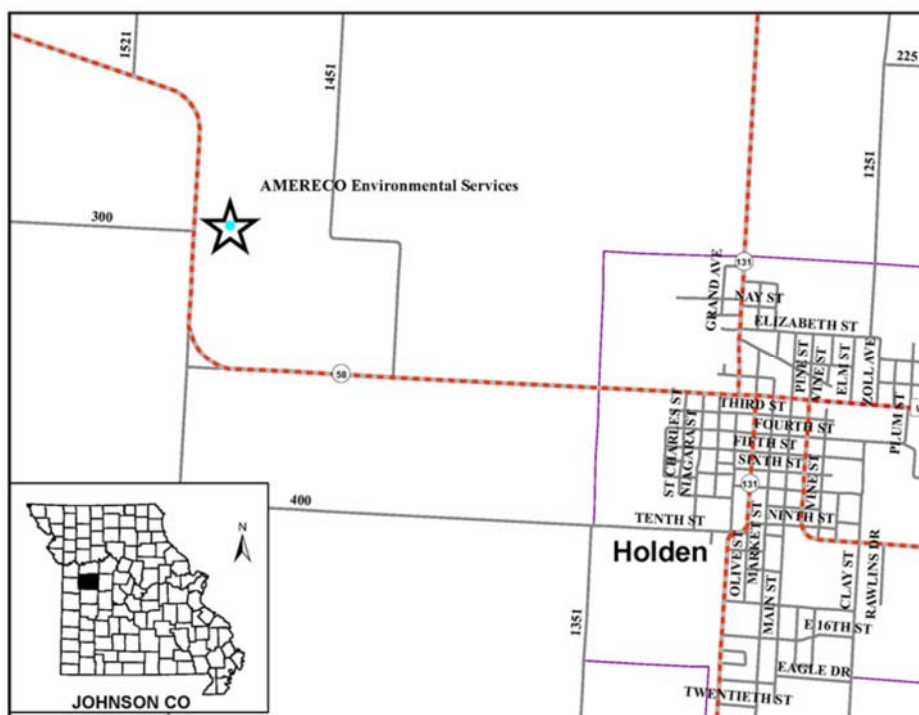 1521
1451
225
1251
AMERECO Environmental Services
300
131
GRAND AVE
NAY ST
ELIZABETH ST
PINE ST
VINE ST
ELM ST
ZOLL AVE
58
THIRD ST
FOURTH ST
FIFTH ST
SIXTH ST
PLUM ST
ST CHARLES ST
NIAGARA ST
VINE ST
131
400
TENTH ST
NINTH ST
Holden
OLIVE ST
MARKET ST
MAIN ST
CLAY ST
RAWLINS DR
1351
E 16TH ST
EAGLE DR
TWENTIETH ST
N
JOHNSON CO